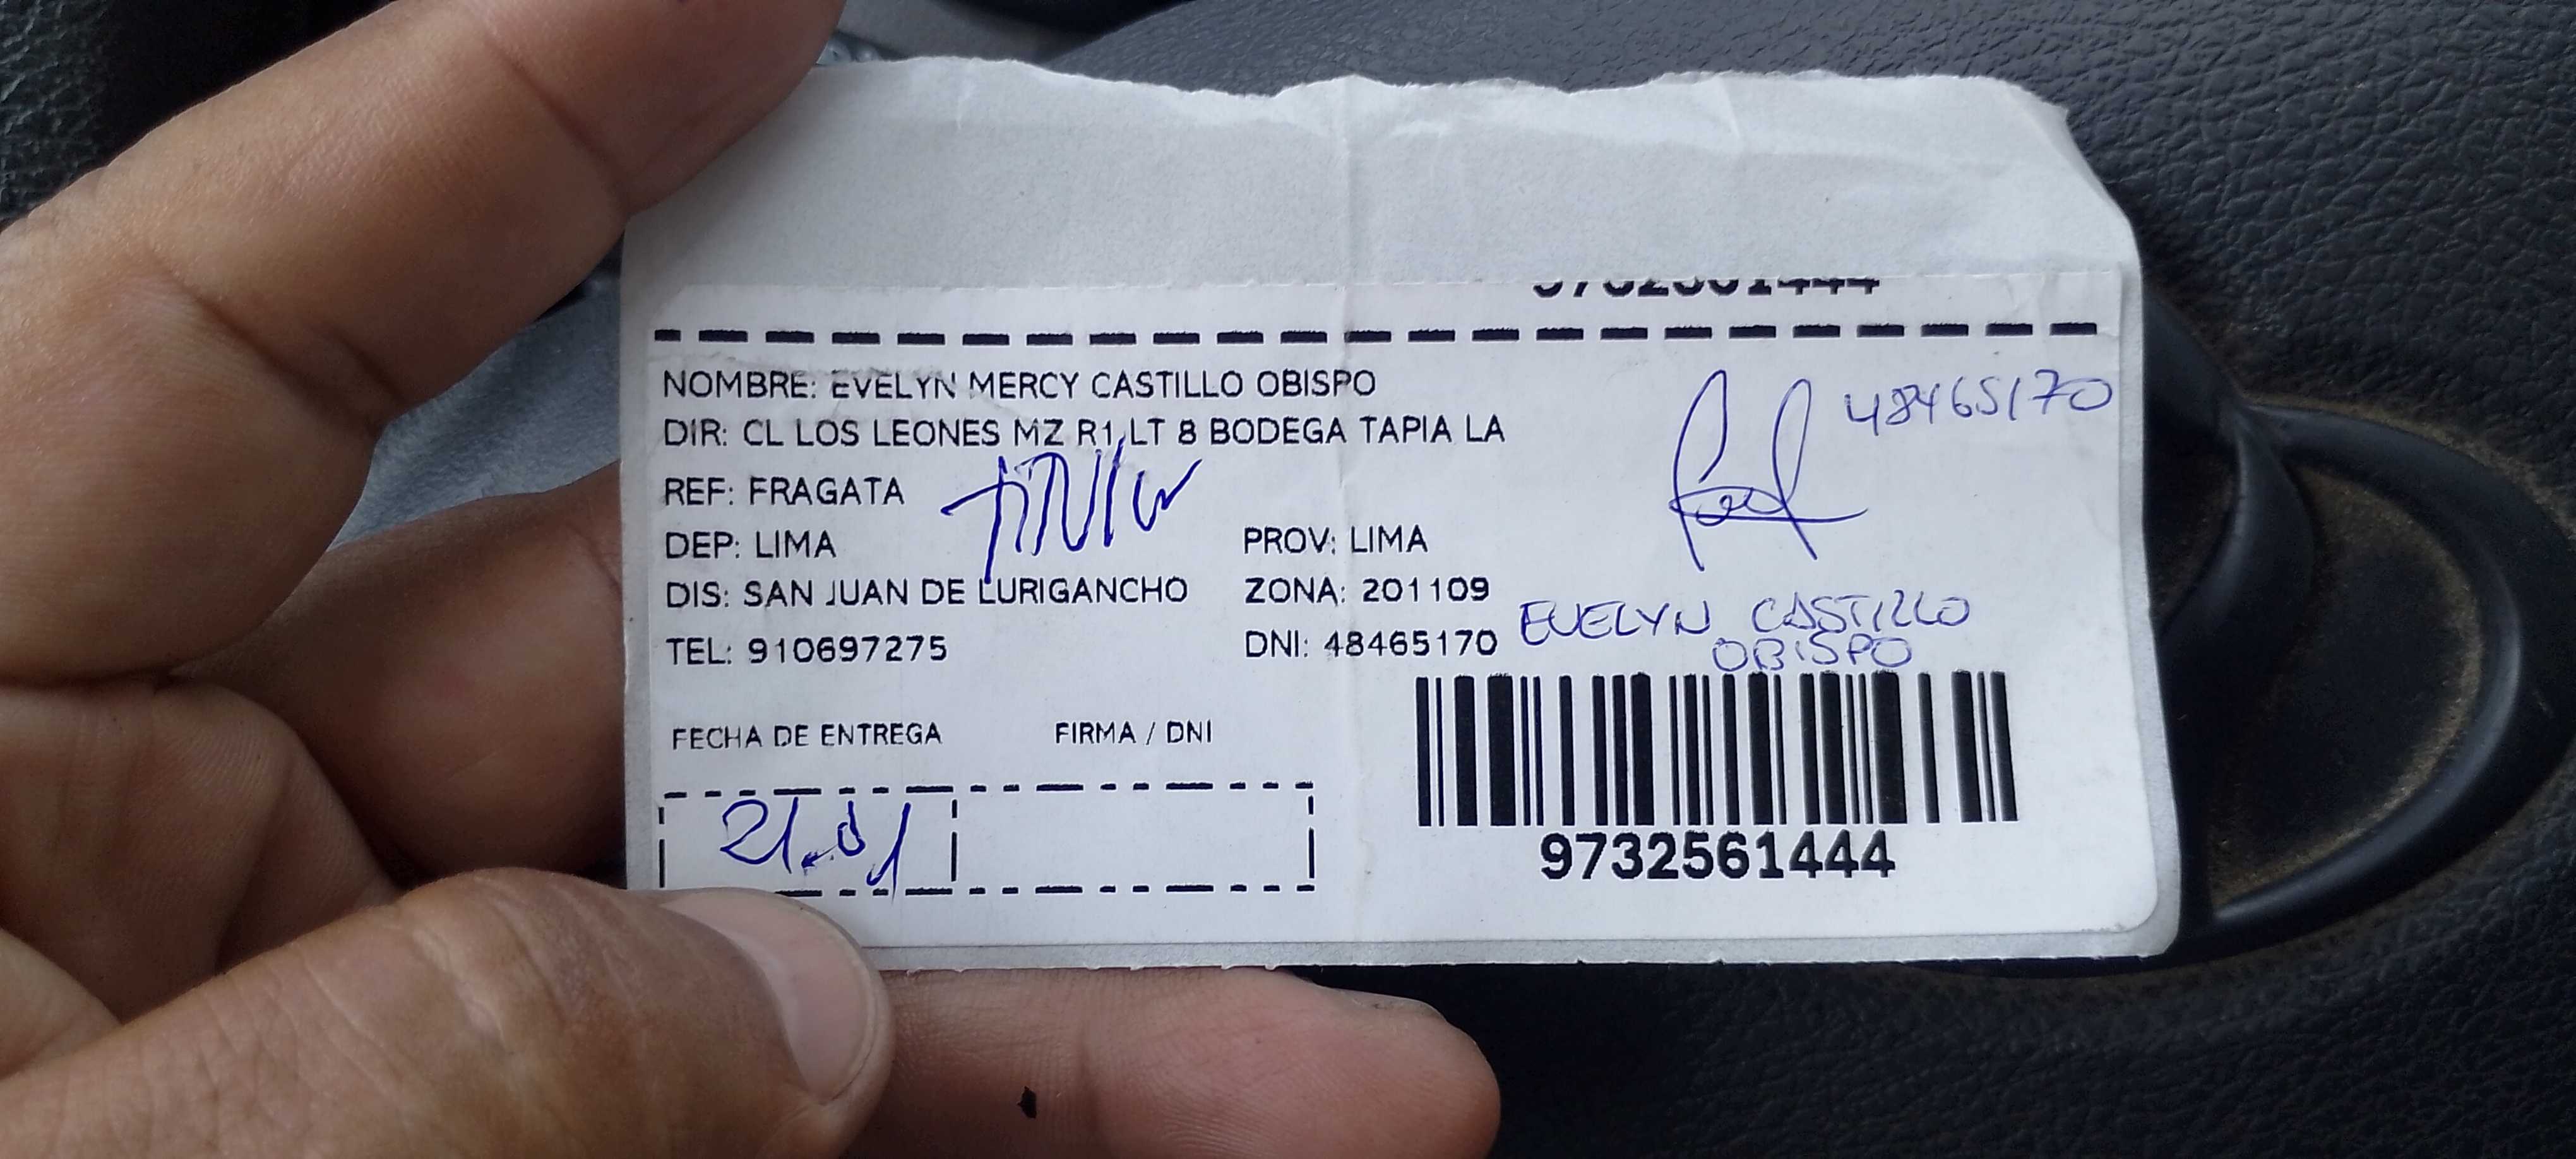 9732561444
NOMBRE: EVELYN MERCY CASTILLO OBISPO
48465170
DIR: CL LOS LEONES MZ R1 LT 8 BODEGA TAPIA LA
REF: FRAGATA
DEP: LIMA PROV: LIMA
DIS: SAN JUAN DE LURIGANCHO ZONA: 201109
EVELYN CASTILLO
OBISPO
TEL: 910697275 DNI: 48465170
FECHA DE ENTREGA FIRMA / DNI
21.01
9732561444